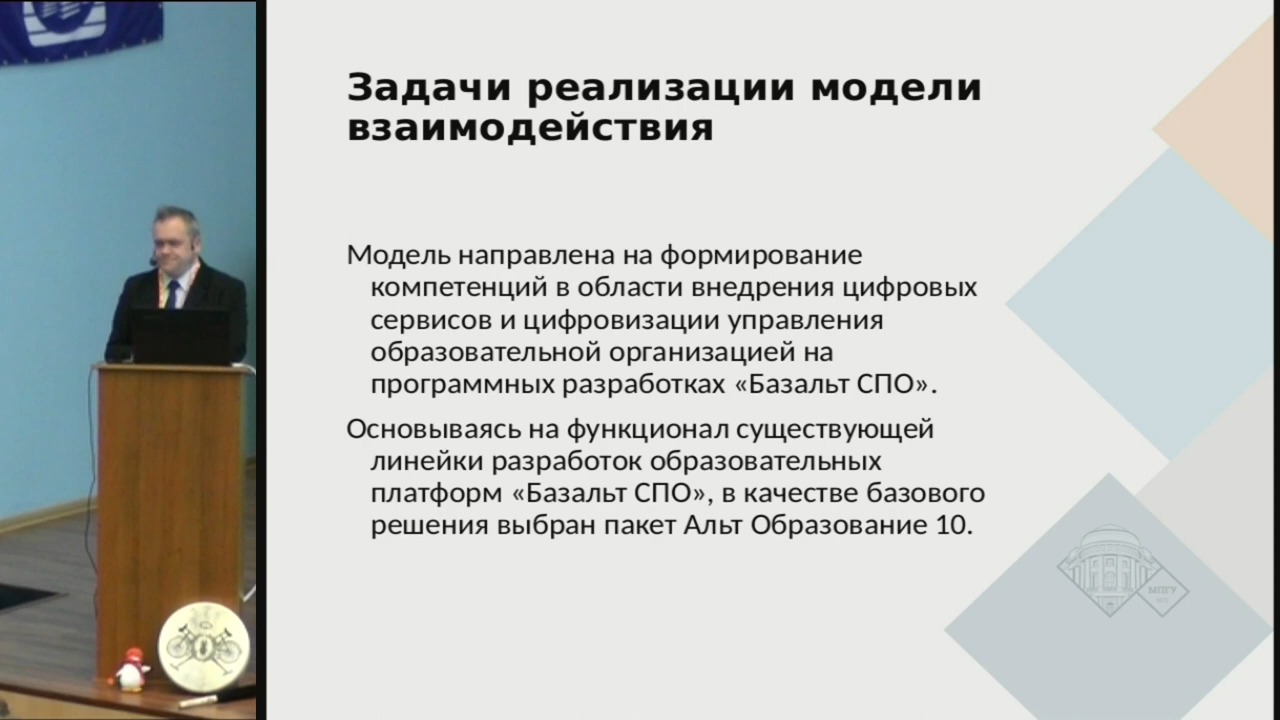 Задачи реализации модели
взаимодействия
Модель направлена на формирование
компетенций в области внедрения цифровых
сервисов и цифровизации управления
образовательной организацией на
программных разработках «Базальт СПО».
Основываясь на функционал существующей
линейки разработок образовательных
платформ «Базальт СПО», в качестве базового
решения выбран пакет Альт Образование 10.
МПГУ